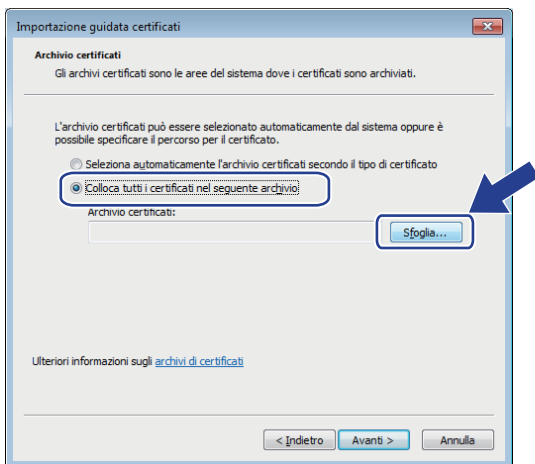 Importazione guidata certificati
Archivio certificati
Gli archivi certificati sono le aree del sistema dove i certificati sono archiviati.
L'archivio certificati può essere selezionato automaticamente dal sistema oppure è
possibile specificare il percorso per il certificato.
Seleziona automaticamente l'archivio certificati secondo il tipo di certificato
Colloca tutti i certificati nel seguente archivio
Archivio certificati:
Sfoglia...
Ulteriori informazioni sugli archivi di certificati
< Indietro Avanti > Annulla